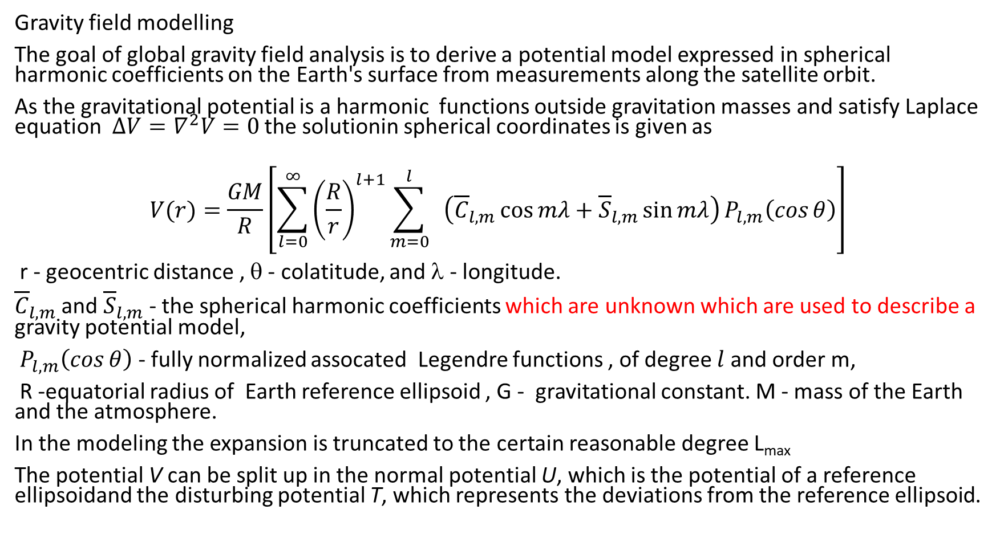 Gravity field modelling
The goal of global gravity field analysis is to derive a potential model expressed in spherical
harmonic coefficients on the Earth's surface from measurements along the satellite orbit.
As the gravitational potential is a harmonic  functions outside gravitation masses and satisfy Laplace
equation  ΔV = ∇²V = 0 the solutionin spherical coordinates is given as
V(r) = \frac{GM}{R} \left[ \sum_{l=0}^{\infty} \left( \frac{R}{r} \right)^{l+1} \sum_{m=0}^{l} \left( \overline{C}_{l,m} \cos m\lambda + \overline{S}_{l,m} \sin m\lambda \right) P_{l,m}(cos \theta) \right]
r - geocentric distance , θ - colatitude, and λ - longitude.
\overline{C}_{l,m} and \overline{S}_{l,m} - the spherical harmonic coefficients which are unknown which are used to describe a
gravity potential model,
P_{l,m}(cos θ) - fully normalized assocated  Legendre functions , of degree l and order m,
R -equatorial radius of  Earth reference ellipsoid , G -  gravitational constant. M - mass of the Earth
and the atmosphere.
In the modeling the expansion is truncated to the certain reasonable degree L_{max}
The potential V can be split up in the normal potential U, which is the potential of a reference
ellipsoidand the disturbing potential T, which represents the deviations from the reference ellipsoid.